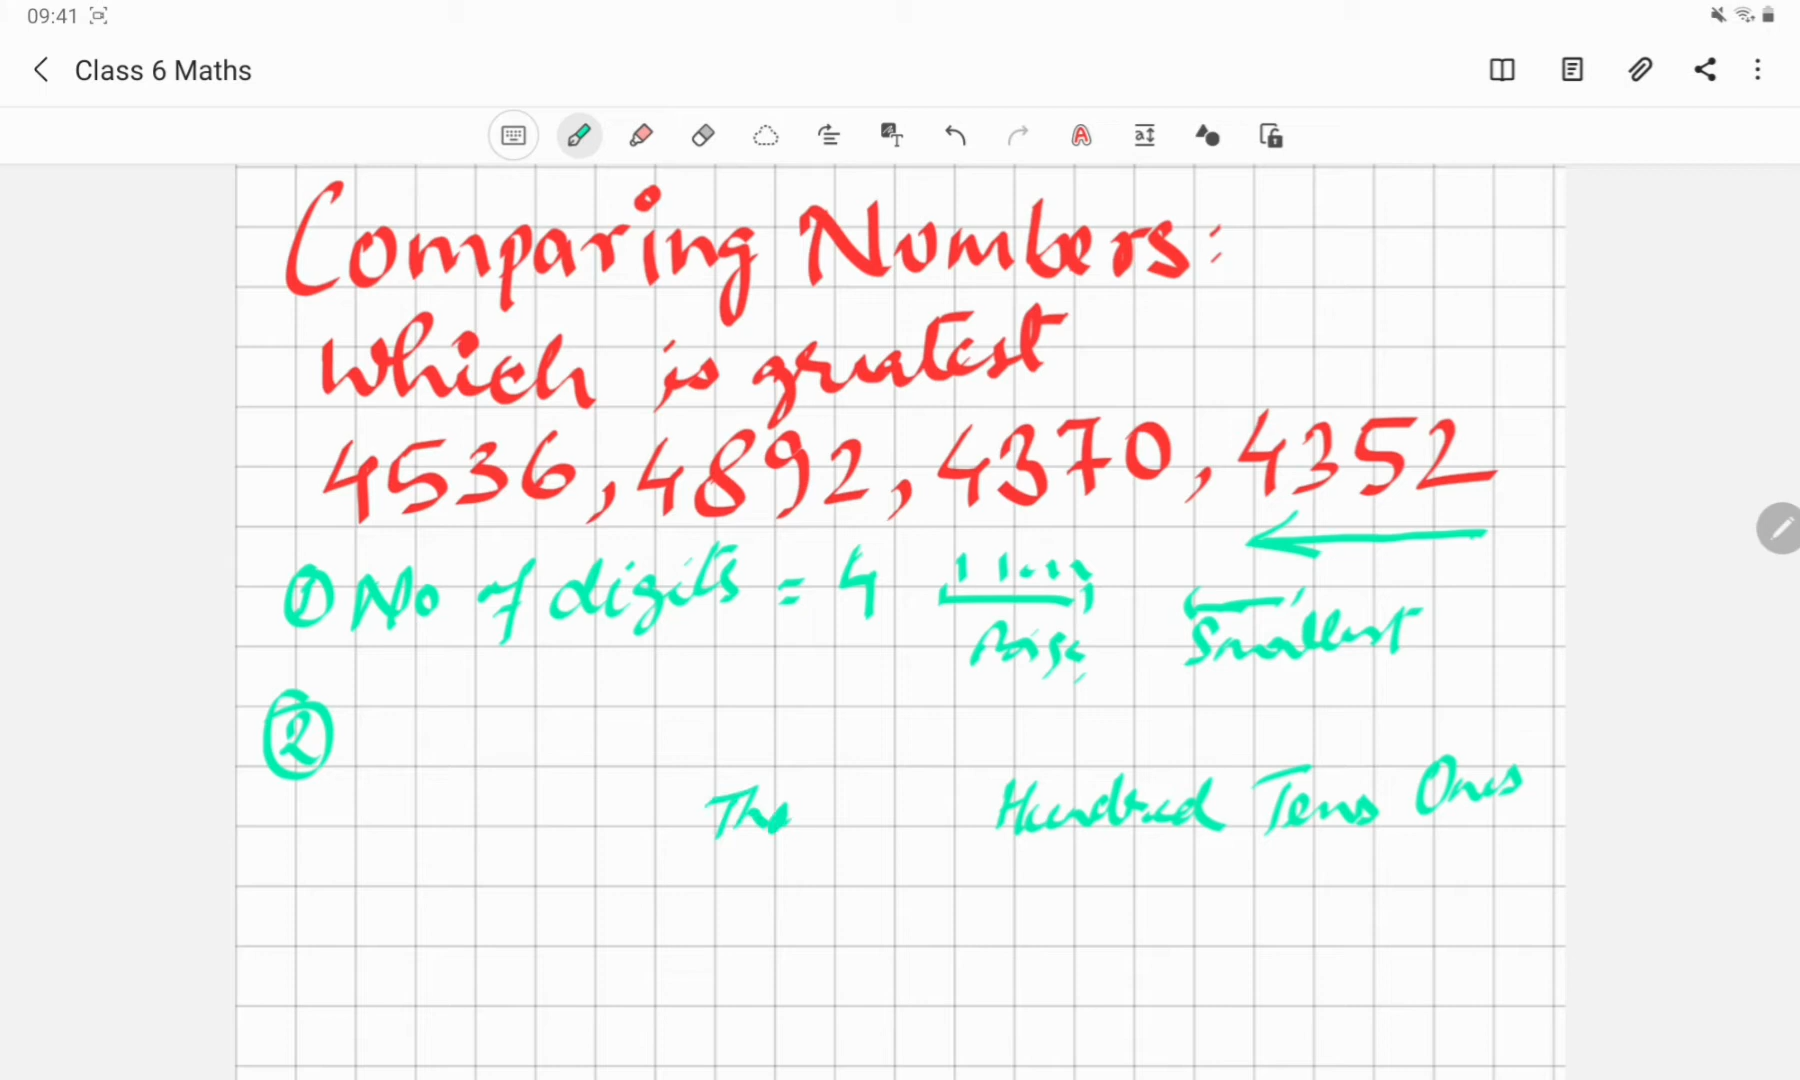 09:41
Class 6 Maths
Comparing Numbers:
Which is greatest
4536, 4892, 4370, 4352
① No of digits = 4
Smallest
②
Tho Hundred Tens Ones